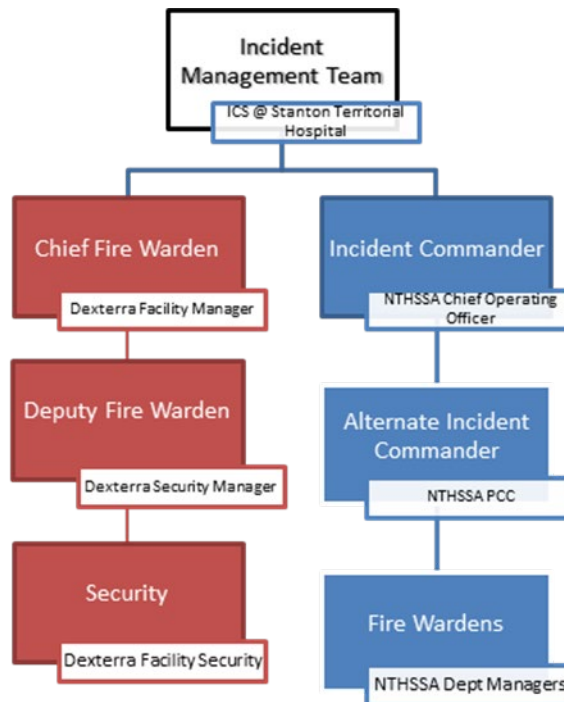 Incident
Management Team
ICS @ Stanton Territorial
Hospital
Chief Fire Warden
Dexterra Facility Manager
Deputy Fire Warden
Dexterra Security Manager
Security
Dexterra Facility Security
Incident Commander
NTHSSA Chief Operating
Officer
Alternate Incident
Commander
NTHSSA PCC
Fire Wardens
NTHSSA Dept Managers